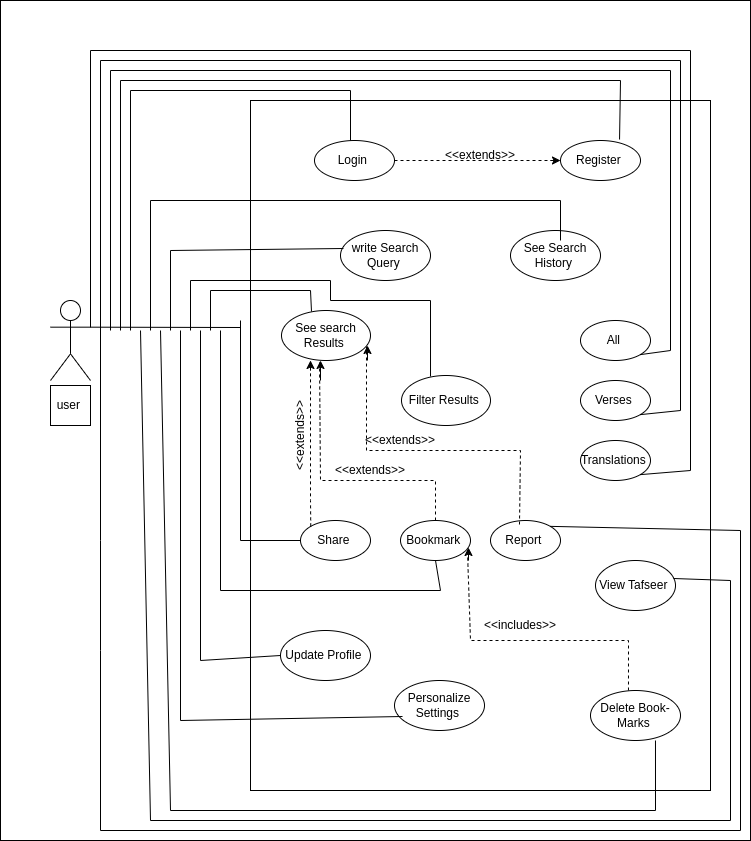 Login
<<extends>>
Register
write Search
Query
See Search
History
See search
Results
All
user
Filter Results
Verses
<<extends>>
<<extends>>
<<extends>>
Translations
Share
Bookmark
Report
View Tafseer
<<includes>>
Update Profile
Personalize
Settings
Delete Book-
Marks